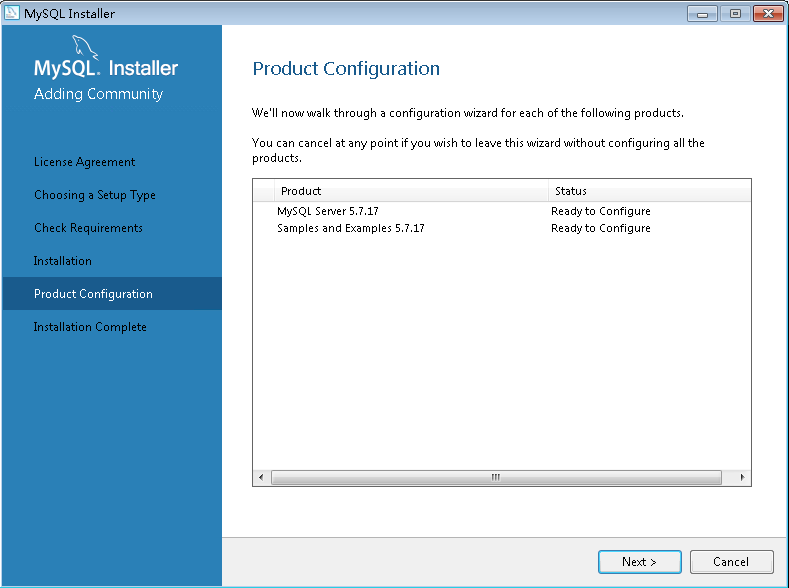 MySQL Installer
MySQL. Installer
Adding Community
License Agreement
Choosing a Setup Type
Check Requirements
Installation
Product Configuration
Installation Complete
Product Configuration
We'll now walk through a configuration wizard for each of the following products.
You can cancel at any point if you wish to leave this wizard without configuring all the
products.
Product Status
MySQL Server 5.7.17 Ready to Configure
Samples and Examples 5.7.17 Ready to Configure
Next > Cancel